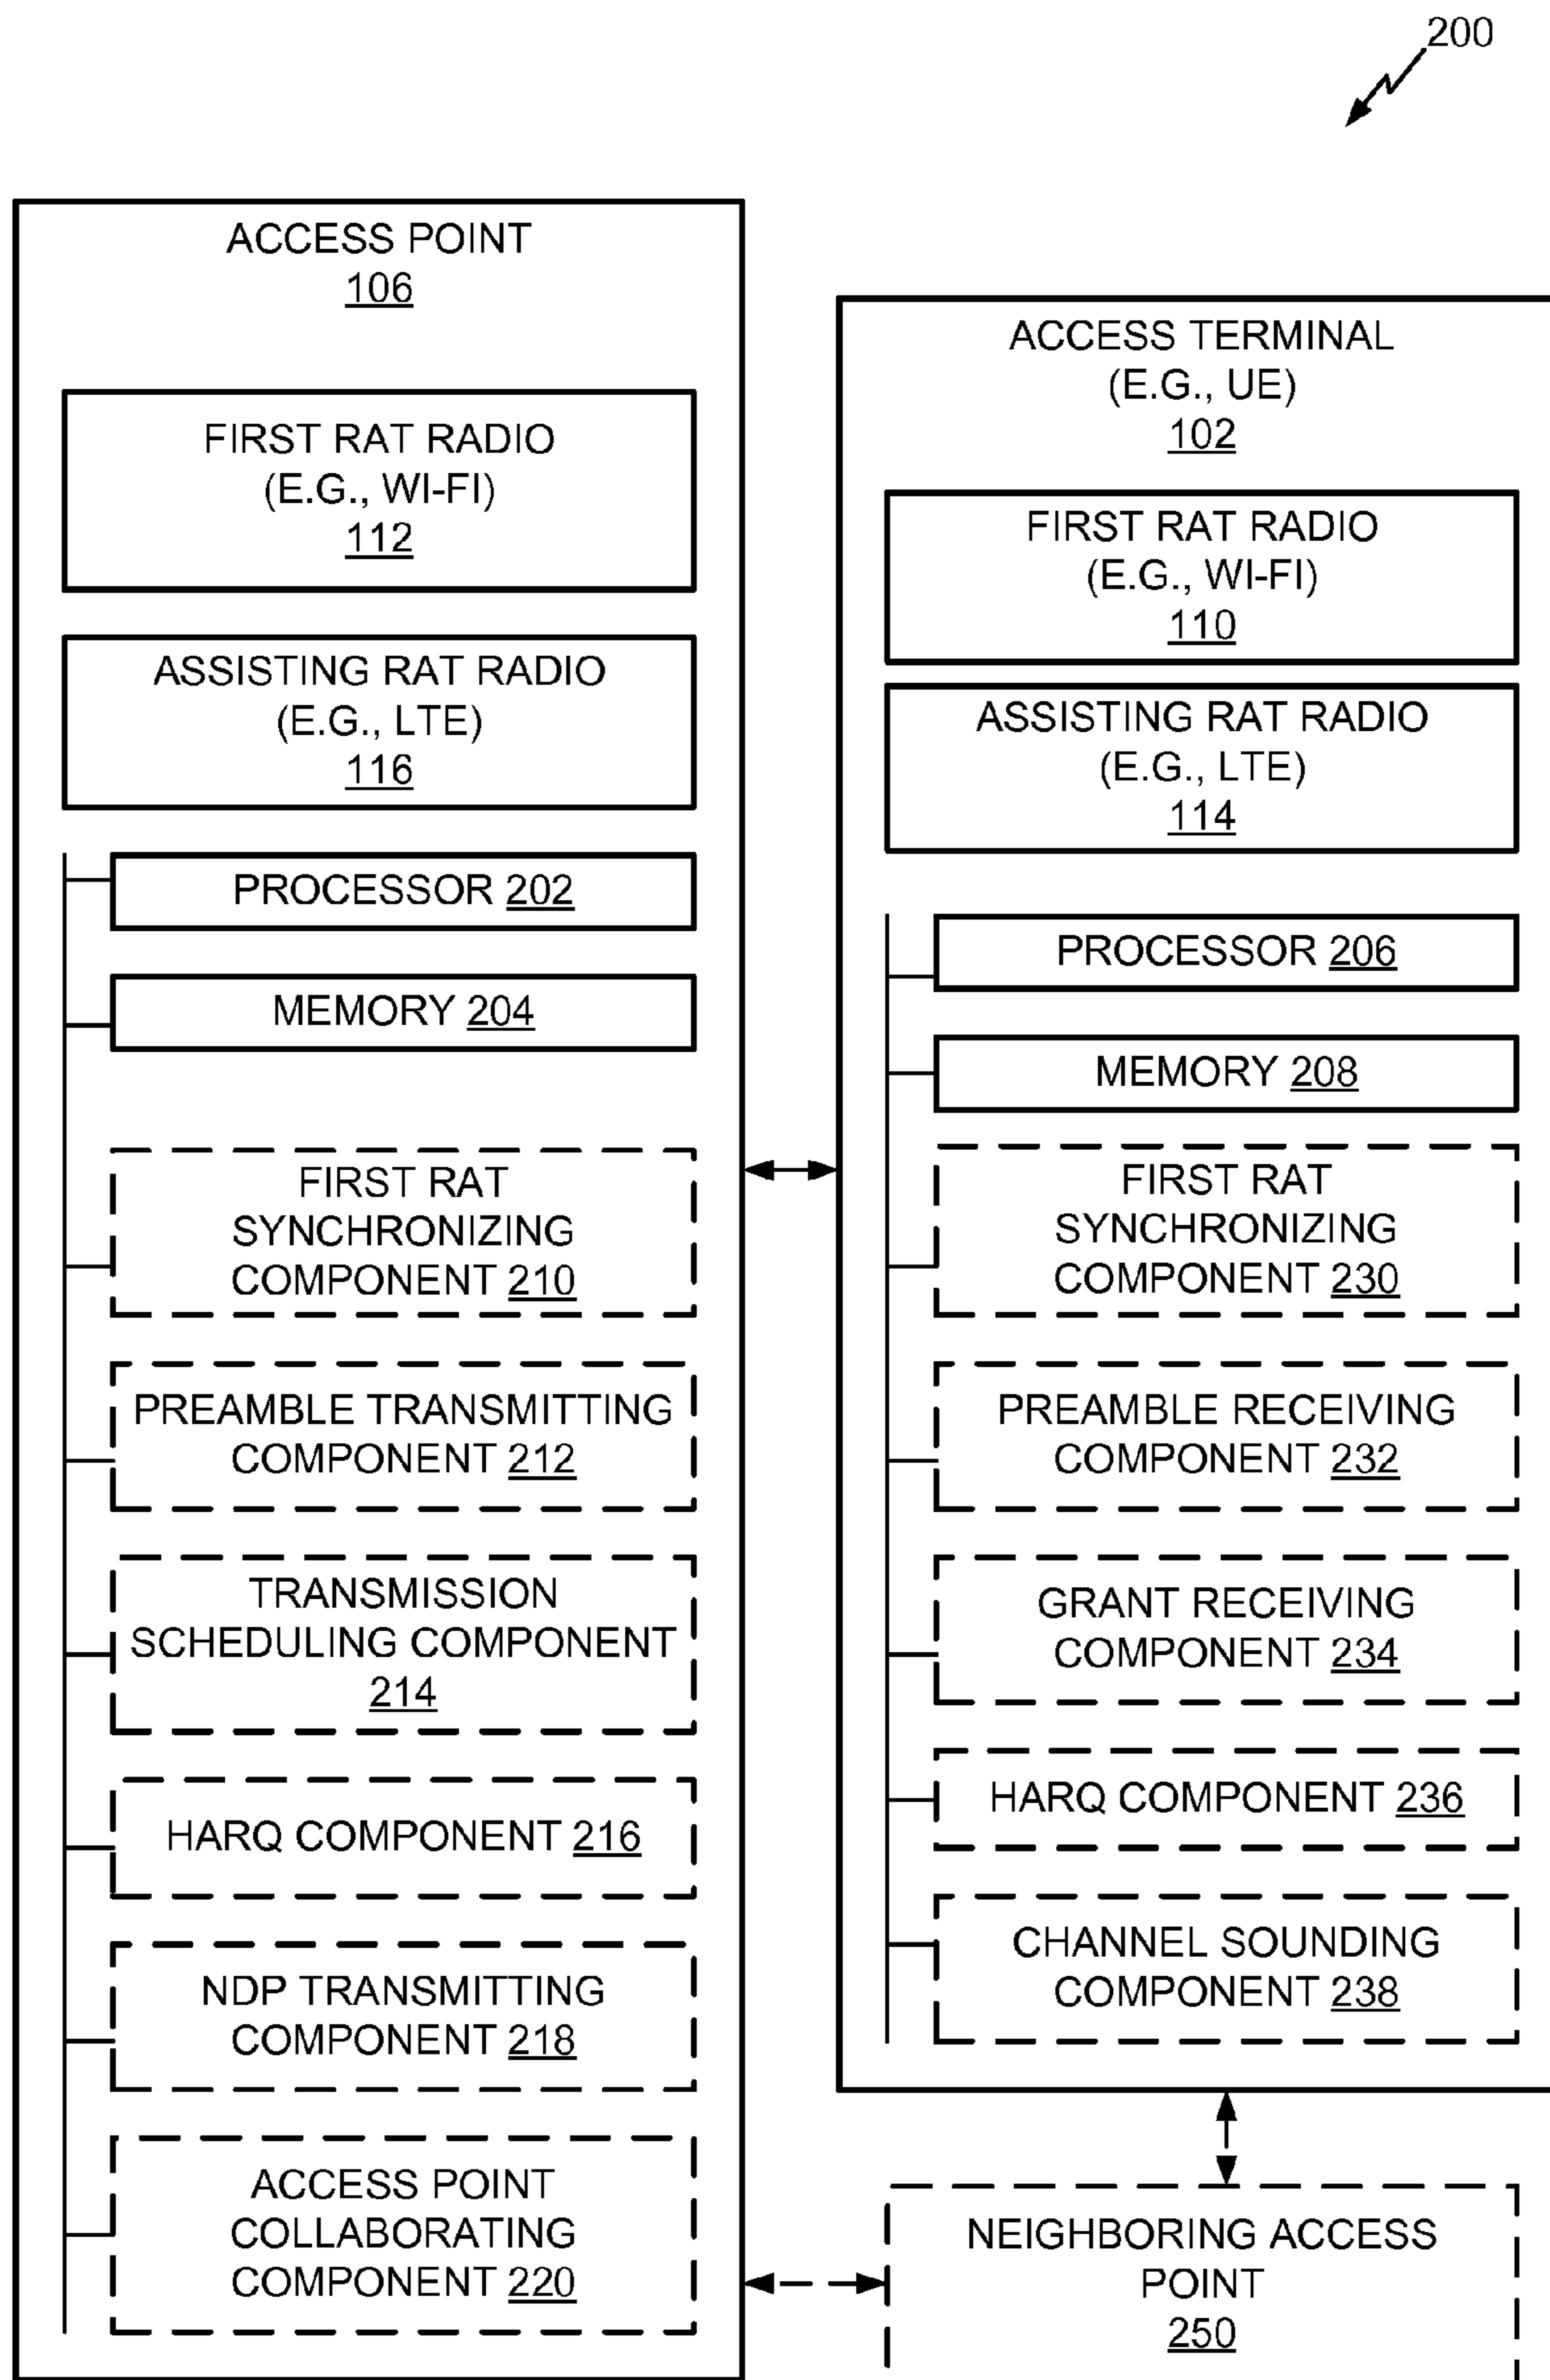 200
ACCESS POINT
106
FIRST RAT RADIO
(E.G., WI-FI)
112
ASSISTING RAT RADIO
(E.G., LTE)
116
PROCESSOR 202
MEMORY 204
FIRST RAT
SYNCHRONIZING
COMPONENT 210
PREAMBLE TRANSMITTING
COMPONENT 212
TRANSMISSION
SCHEDULING COMPONENT
214
HARQ COMPONENT 216
NDP TRANSMITTING
COMPONENT 218
ACCESS POINT
COLLABORATING
COMPONENT 220
ACCESS TERMINAL
(E.G., UE)
102
FIRST RAT RADIO
(E.G., WI-FI)
110
ASSISTING RAT RADIO
(E.G., LTE)
114
PROCESSOR 206
MEMORY 208
FIRST RAT
SYNCHRONIZING
COMPONENT 230
PREAMBLE RECEIVING
COMPONENT 232
GRANT RECEIVING
COMPONENT 234
HARQ COMPONENT 236
CHANNEL SOUNDING
COMPONENT 238
NEIGHBORING ACCESS
POINT
250